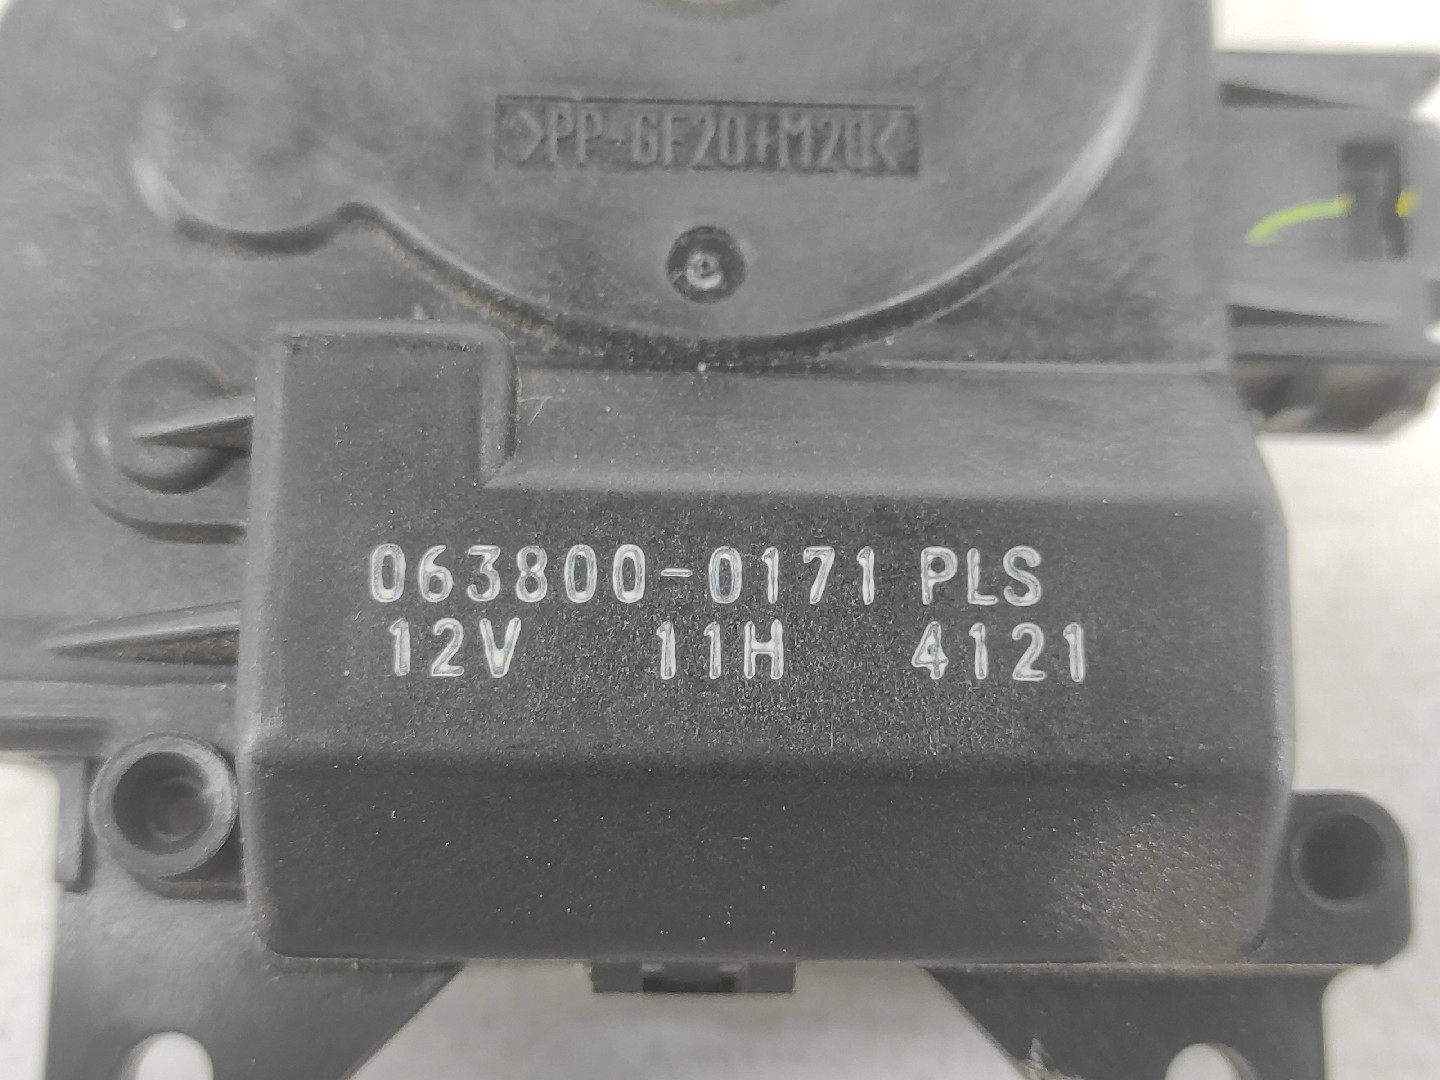 >PP-GF20+M20<
063800-0171 PLS
12V 11H 4121